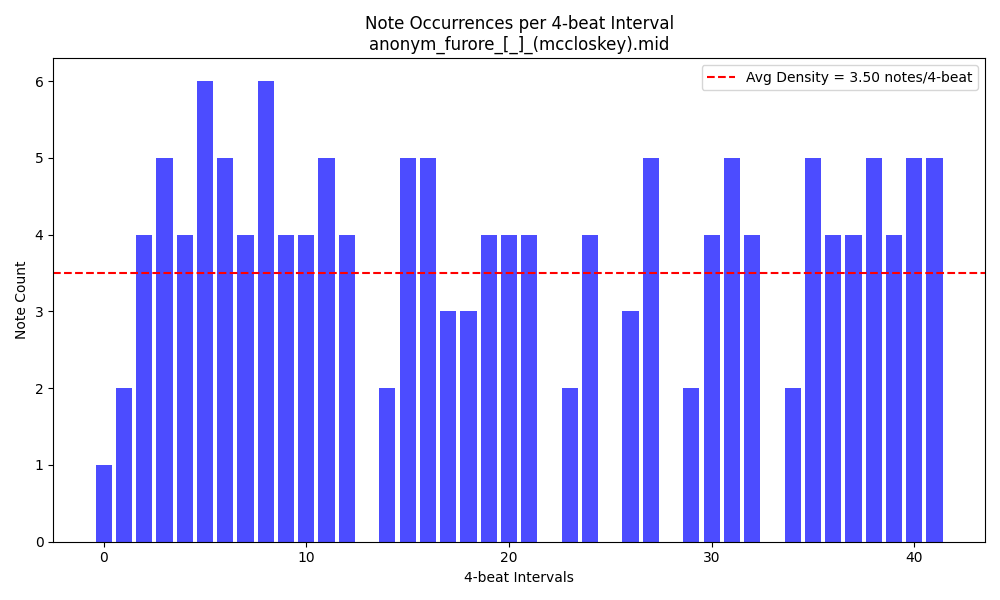 Note Occurrences per 4-beat Interval
anonym_furore_[_]_(mccloskey).mid
Avg Density = 3.50 notes/4-beat
6
5
4
3
2
1
0
Note Count
0 10 20 30 40
4-beat Intervals